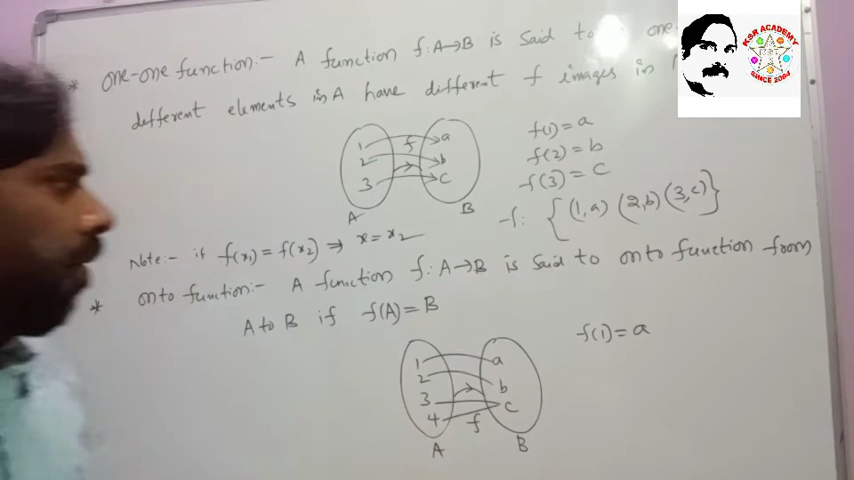 * one-one function:- A function f:A→B is said to one
different elements in A have different f images in
1 2 3
f
a b c
A
B
f(1)=a
f(2)=b
f(3)=c
f: {(1,a) (2,b) (3,c)}
Note:- if f(x₁)=f(x₂) ⇒ x=x₂
* onto function:- A function f:A→B is said to onto function from
A to B if f(A)=B
1 2 3 4
f
a b c
A
B
f(1)=a
KSR ACADEMY
SINCE 2004